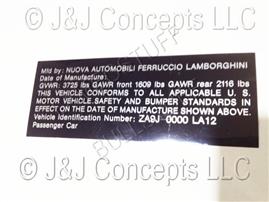 © J&J Concepts LLC
Mfd by: NUOVA AUTOMOBILI FERRUCCIO LAMBORGHINI
Date of Manufacture:
GVWR: 3725 lbs GAWR front 1609 lbs GAWR rear 2116 lbs
THIS VEHICLE CONFORMS TO ALL APPLICABLE U. S.
MOTOR VEHICLE.SAFETY AND BUMPER STANDARDS IN
EFFECT ON THE DATE OF MANUFACTURE SHOWN ABOVE.
Vehicle Identification Number: ZA9J 0000 LA12
Passenger Car
© J&J Concepts LLC